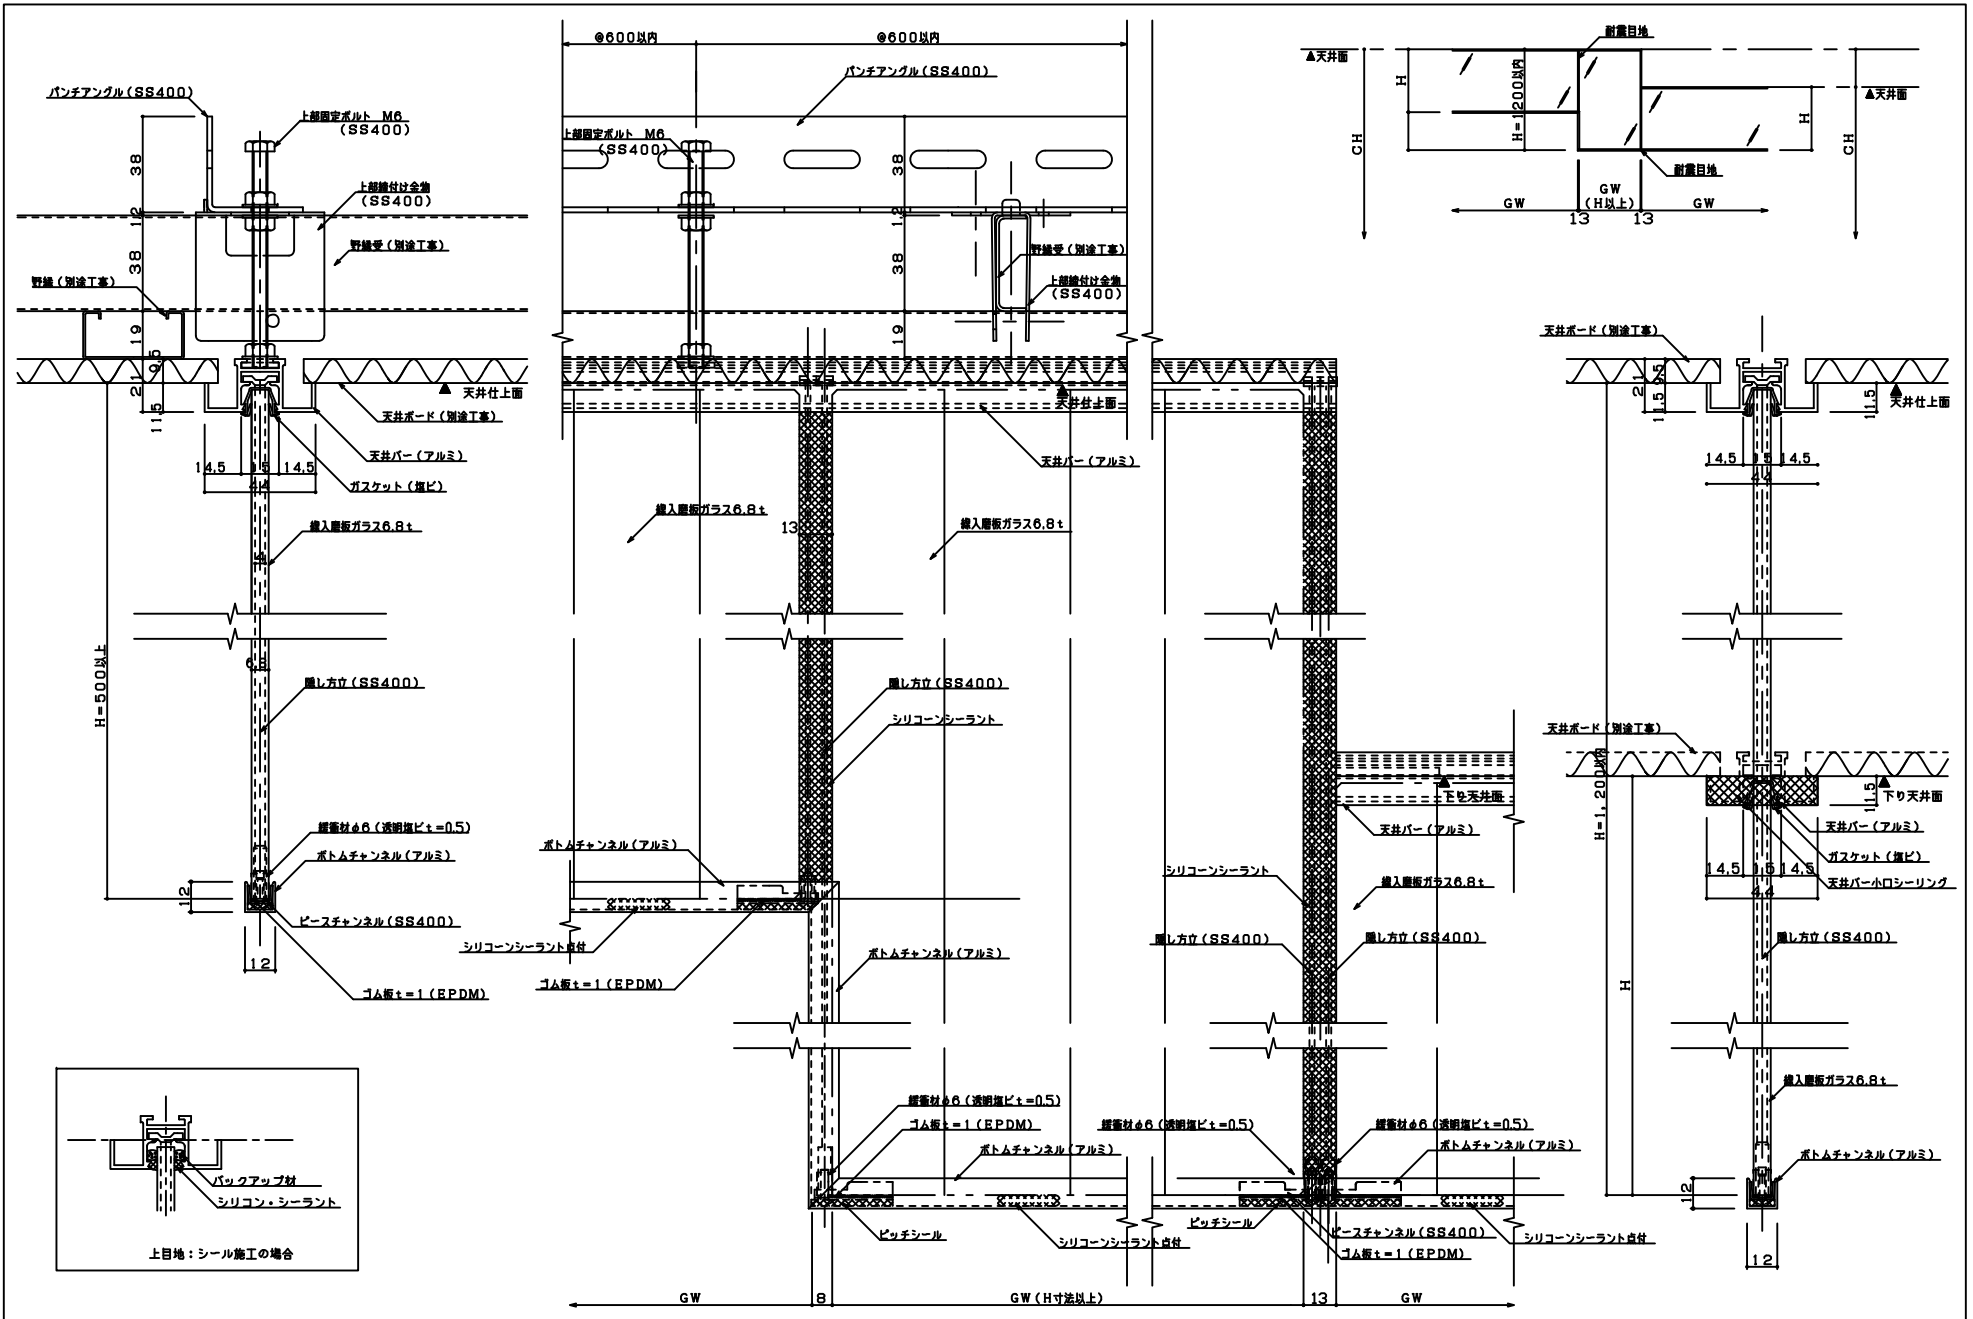 パンチアングル(SS400)
上部固定ボルト M6
(SS400)
上部締付け金物
(SS400)
野縁受(別途工事)
野縁(別途工事)
38
12
38
19
9.5
21
11.5
天井仕上面
天井ボード(別途工事)
天井バー(アルミ)
ガスケット(塩ビ)
14.5
15
14.5
44
線入磨板ガラス6.8t
14
6.8
H=500以上
隠し方立(SS400)
緩衝材φ6(透明塩ビt=0.5)
ボトムチャンネル(アルミ)
ピースチャンネル(SS400)
12
12
ゴム板t=1(EPDM)
バックアップ材
シリコン・シーラント
上目地:シール施工の場合
@600以内
@600以内
パンチアングル(SS400)
上部固定ボルト M6
(SS400)
38
12
38
19
野縁受(別途工事)
上部締付け金物
(SS400)
天井仕上面
天井バー(アルミ)
線入磨板ガラス6.8t
13
線入磨板ガラス6.8t
隠し方立(SS400)
シリコーンシーラント
下り天井面
天井バー(アルミ)
ボトムチャンネル(アルミ)
シリコーンシーラント
線入磨板ガラス6.8t
シリコーンシーラント点付
ゴム板t=1(EPDM)
ボトムチャンネル(アルミ)
隠し方立(SS400)
隠し方立(SS400)
緩衝材φ6(透明塩ビt=0.5)
ゴム板t=1(EPDM)
ボトムチャンネル(アルミ)
緩衝材φ6(透明塩ビt=0.5)
緩衝材φ6(透明塩ビt=0.5)
ボトムチャンネル(アルミ)
ピッチシール
シリコーンシーラント点付
ピッチシール
ピースチャンネル(SS400)
ゴム板t=1(EPDM)
シリコーンシーラント点付
GW
8
GW(H寸法以上)
13
GW
耐震目地
▲天井面
H
H=1200以内
CH
▲天井面
H
CH
耐震目地
GW
GW
(H以上)
GW
13
13
天井ボード(別途工事)
21
9.5
11.5
11.5
天井仕上面
14.5
15
14.5
44
天井ボード(別途工事)
H=1,200以内
11.5
下り天井面
天井バー(アルミ)
ガスケット(塩ビ)
天井バー小口シーリング
14.5
15
14.5
44
隠し方立(SS400)
H
線入磨板ガラス6.8t
ボトムチャンネル(アルミ)
12
12